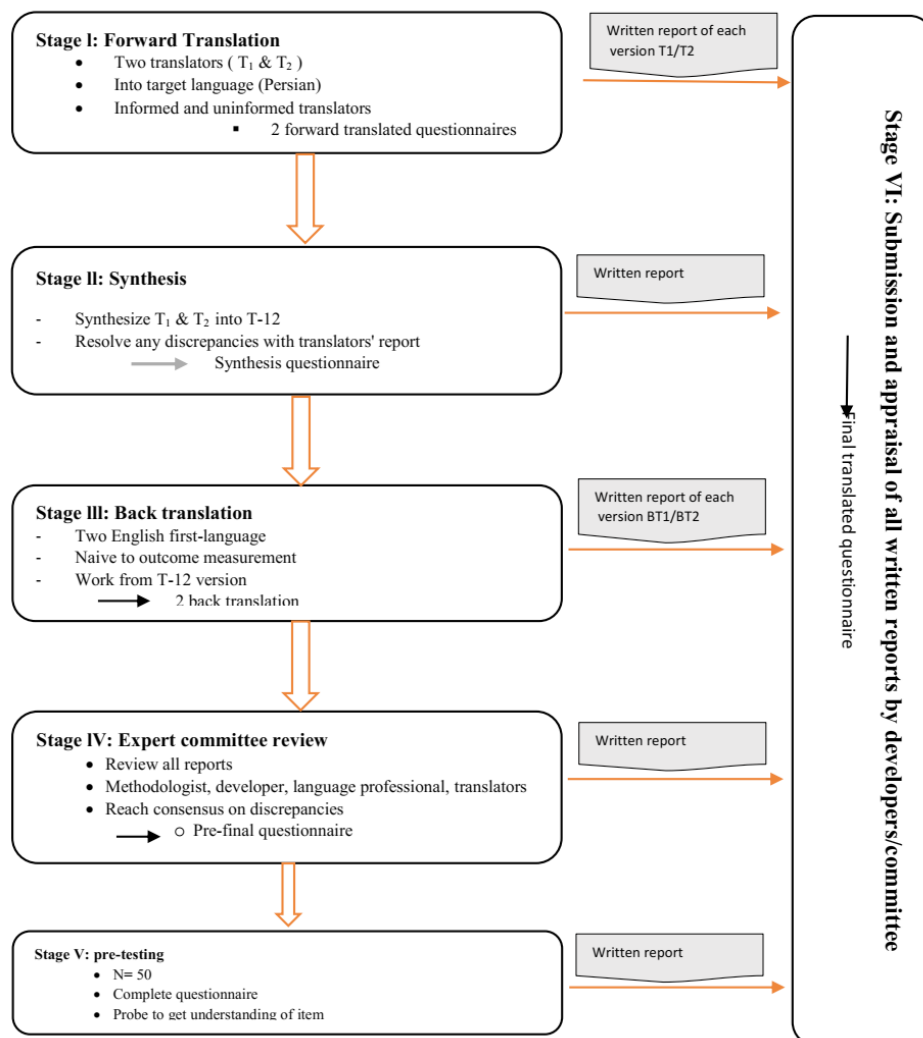 Stage I: Forward Translation
• Two translators ( T₁ & T₂ )
• Into target language (Persian)
• Informed and uninformed translators
▪ 2 forward translated questionnaires
Written report of each
version T1/T2
Stage ll: Synthesis
- Synthesize T₁ & T₂ into T-12
- Resolve any discrepancies with translators' report
Synthesis questionnaire
Written report
Stage lll: Back translation
- Two English first-language
- Naive to outcome measurement
- Work from T-12 version
2 back translation
Written report of each
version BT1/BT2
Stage lV: Expert committee review
• Review all reports
• Methodologist, developer, language professional, translators
• Reach consensus on discrepancies
○ Pre-final questionnaire
Written report
Stage V: pre-testing
• N= 50
• Complete questionnaire
• Probe to get understanding of item
Written report
Stage VI: Submission and appraisal of all written reports by developers/committee
Final translated questionnaire